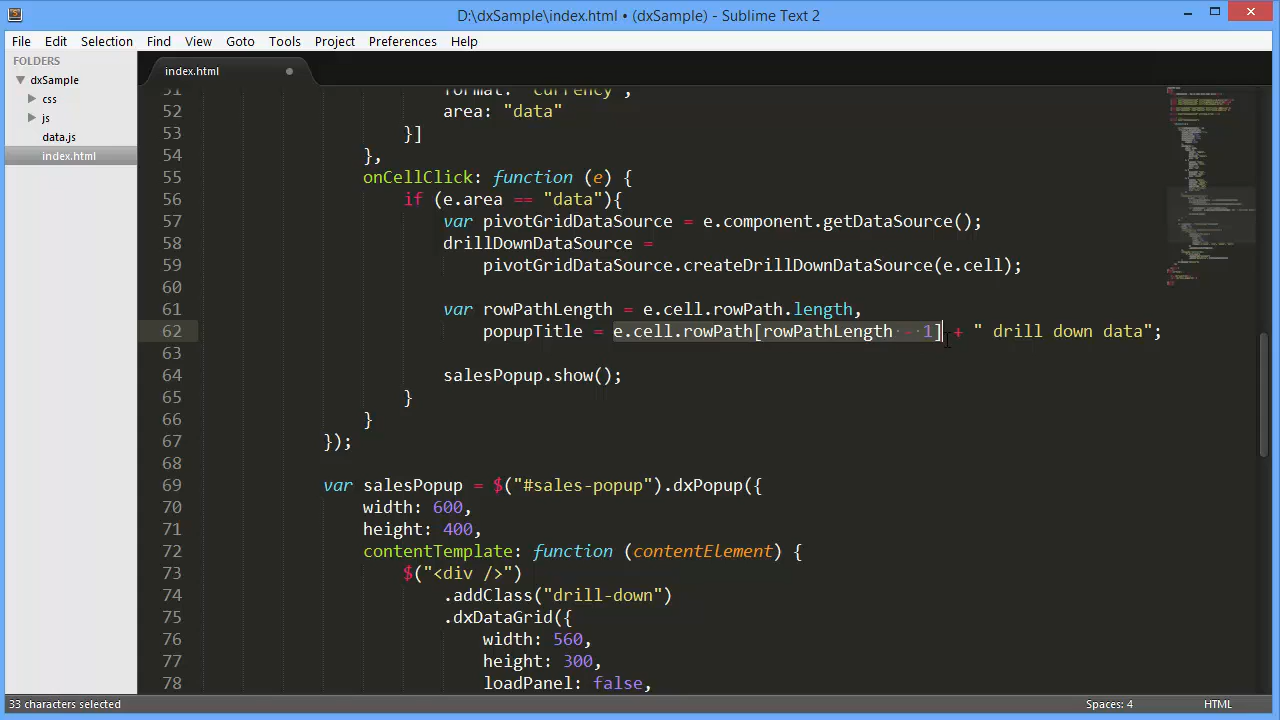 D:\dxSample\index.html • (dxSample) - Sublime Text 2
File Edit Selection Find View Goto Tools Project Preferences Help
FOLDERS
dxSample
css
js
data.js
index.html
index.html
51 format: "currency",
52 area: "data"
53 }]
54 },
55 onCellClick: function (e) {
56 if (e.area == "data"){
57 var pivotGridDataSource = e.component.getDataSource();
58 drillDownDataSource =
59 pivotGridDataSource.createDrillDownDataSource(e.cell);
60
61 var rowPathLength = e.cell.rowPath.length,
62 popupTitle = e.cell.rowPath[rowPathLength - 1] + " drill down data";
63
64 salesPopup.show();
65 }
66 }
67 });
68
69 var salesPopup = $("#sales-popup").dxPopup({
70 width: 600,
71 height: 400,
72 contentTemplate: function (contentElement) {
73 $("<div />")
74 .addClass("drill-down")
75 .dxDataGrid({
76 width: 560,
77 height: 300,
78 loadPanel: false,
33 characters selected
Spaces: 4
HTML